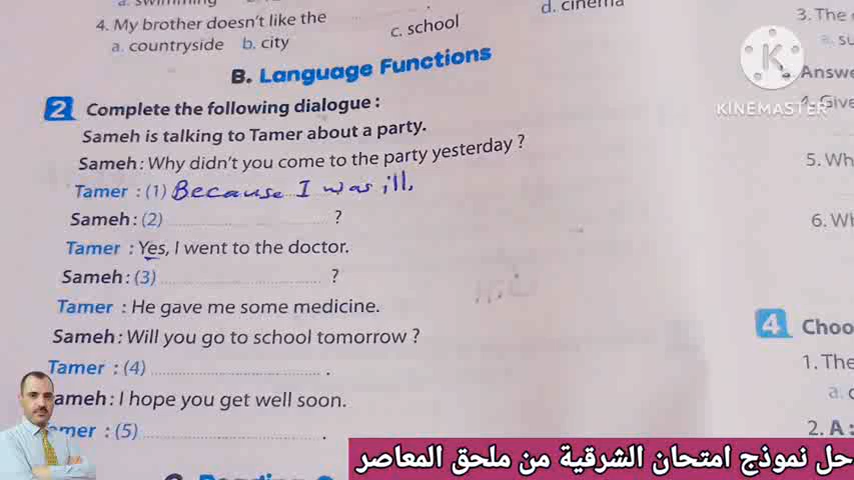 a. swimming
d. cinema
4. My brother doesn't like the .
a. countryside b. city c. school
B. Language Functions
2 Complete the following dialogue :
Sameh is talking to Tamer about a party.
Sameh : Why didn't you come to the party yesterday ?
Tamer : (1) Because I was ill,
Sameh : (2) ?
Tamer : Yes, I went to the doctor.
Sameh : (3) ?
Tamer : He gave me some medicine.
Sameh : Will you go to school tomorrow ?
Tamer : (4) .
ameh : I hope you get well soon.
mer : (5) .
3. The
a. su
Answe
Give
5. Wh
6. Wh
4 Choo
1. The
a.
2. A :
K
KINEMASTER
حل نموذج امتحان الشرقية من ملحق المعاصر